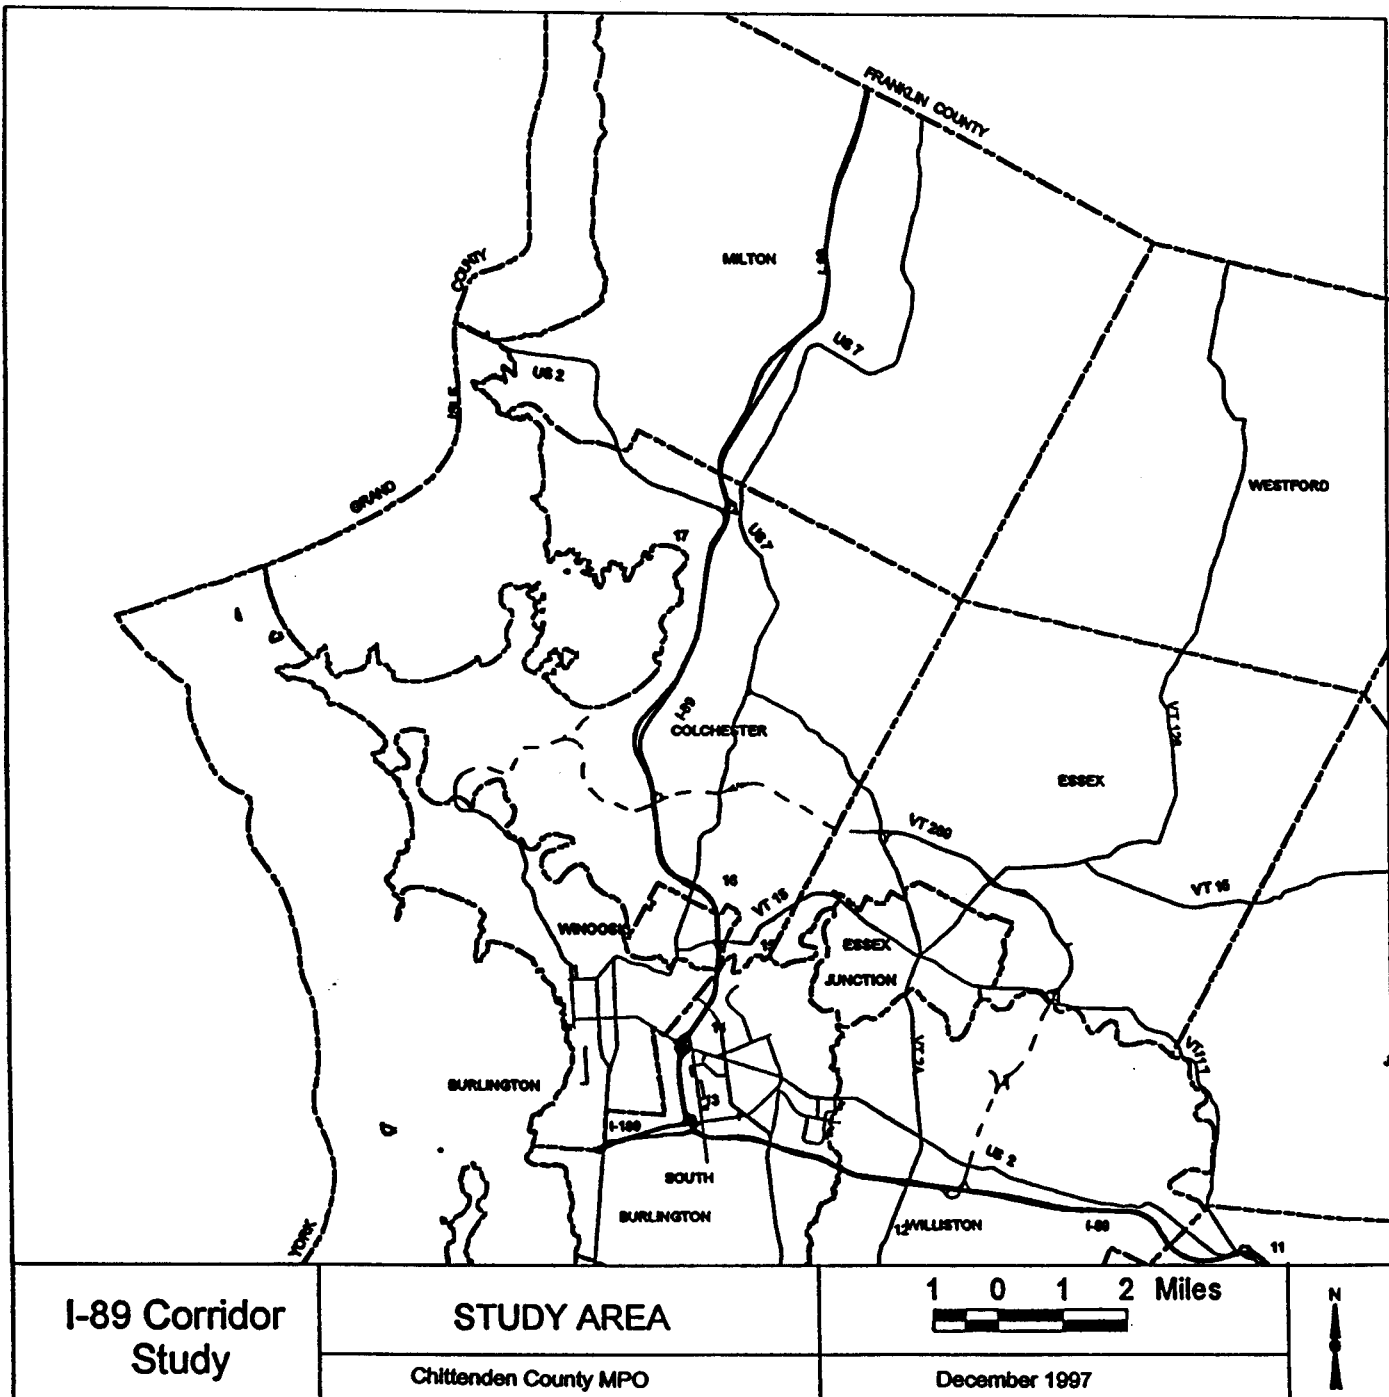 FRANKLIN COUNTY
COUNTY
MILTON
I-89
US 7
US 2
ISLE
WESTFORD
GRAND
17
US 7
I-89
COLCHESTER
VT 128
ESSEX
VT 289
16
VT 15
VT 15
WINOOSKI
15
ESSEX
JUNCTION
14
VT 2A
VT 117
BURLINGTON
13
I-189
US 2
SOUTH
BURLINGTON
YORK
12
WILLISTON
I-89
11
I-89 Corridor
Study
STUDY AREA
1 0 1 2 Miles
N
Chittenden County MPO
December 1997